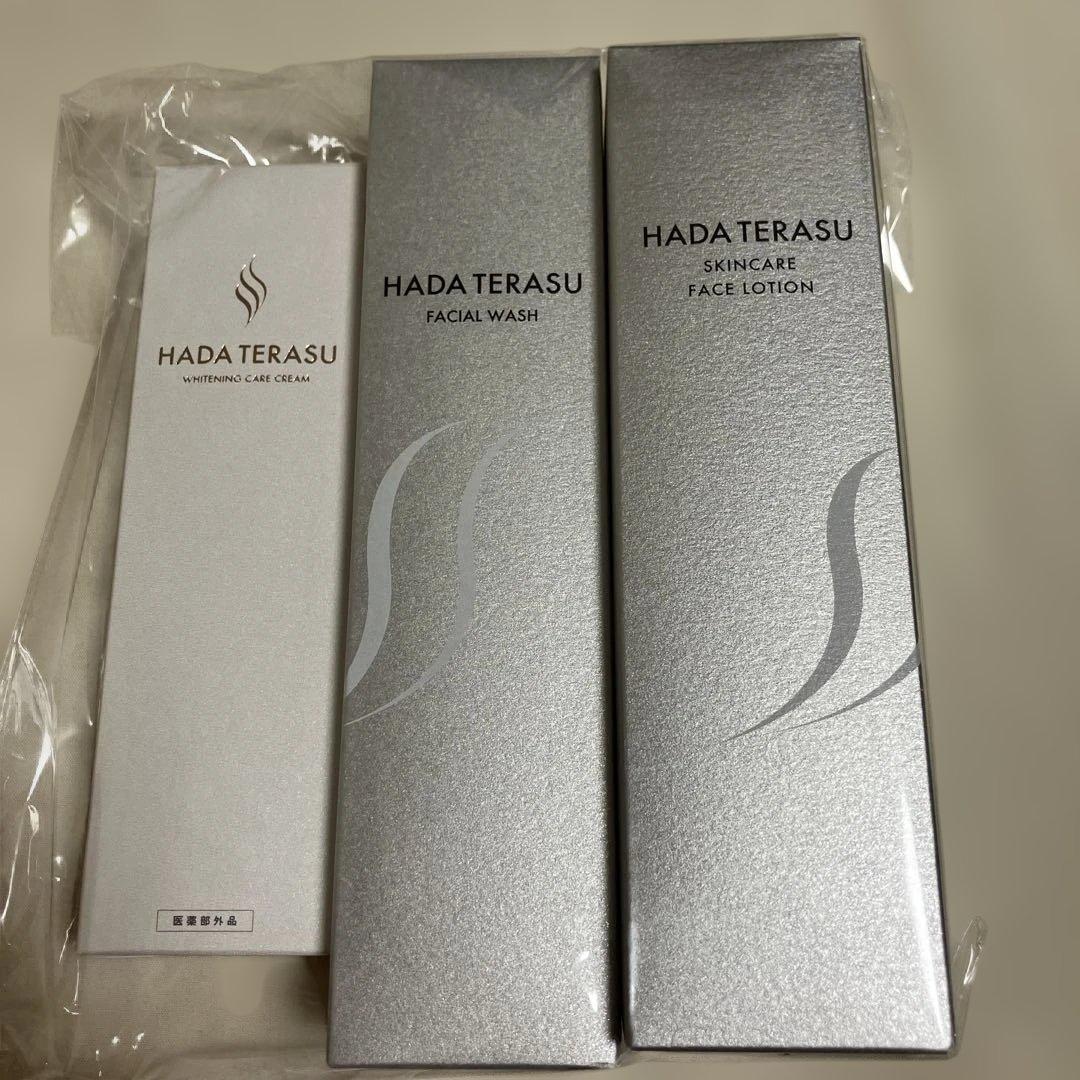 HADA TERASU
WHITENING CARE CREAM
医薬部外品
HADA TERASU
FACIAL WASH
HADA TERASU
SKINCARE
FACE LOTION